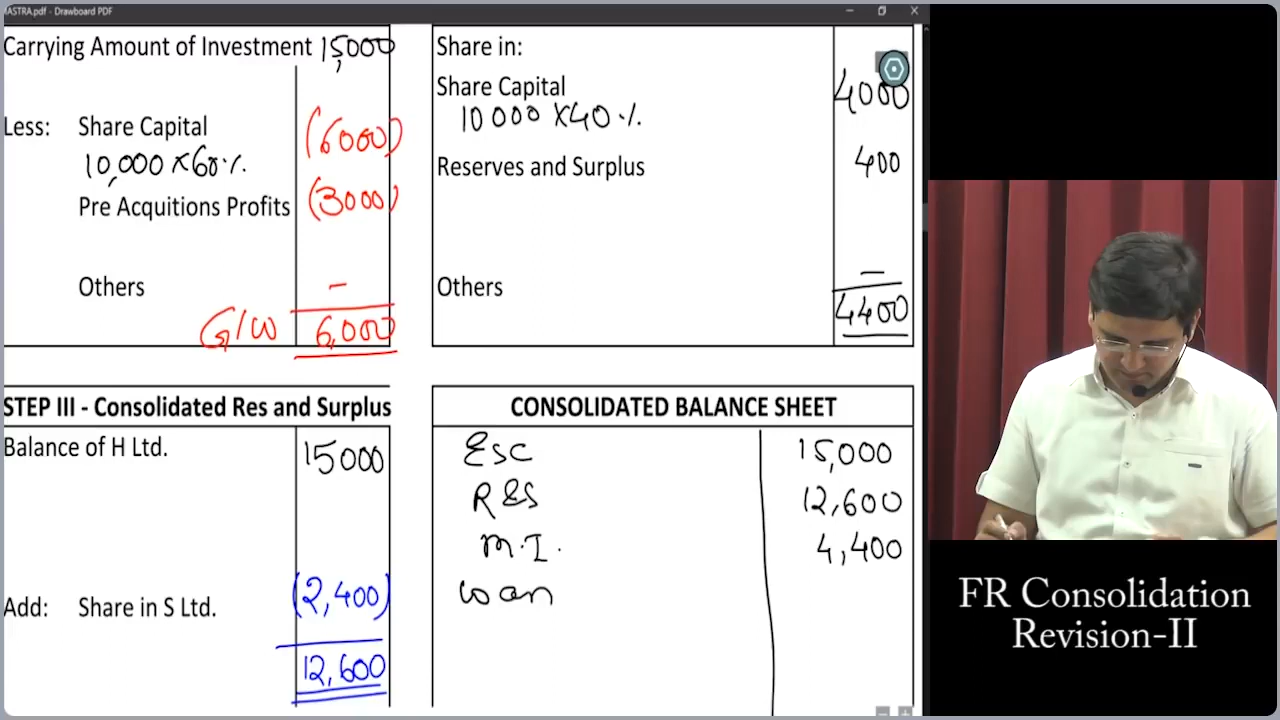 IASTRA.pdf - Drawboard PDF
Carrying Amount of Investment 15,000
Less: Share Capital (6000)
10,000 x 60%
Pre Acquitions Profits (3000)
Others -
G/W 6,000
Share in:
Share Capital 4000
10000 x 40%
Reserves and Surplus 400
Others -
4400
STEP III - Consolidated Res and Surplus
Balance of H Ltd. 15000
Add: Share in S Ltd. (2,400)
12,600
CONSOLIDATED BALANCE SHEET
ESC 15,000
R&S 12,600
M.I. 4,400
Loan
FR Consolidation
Revision-II